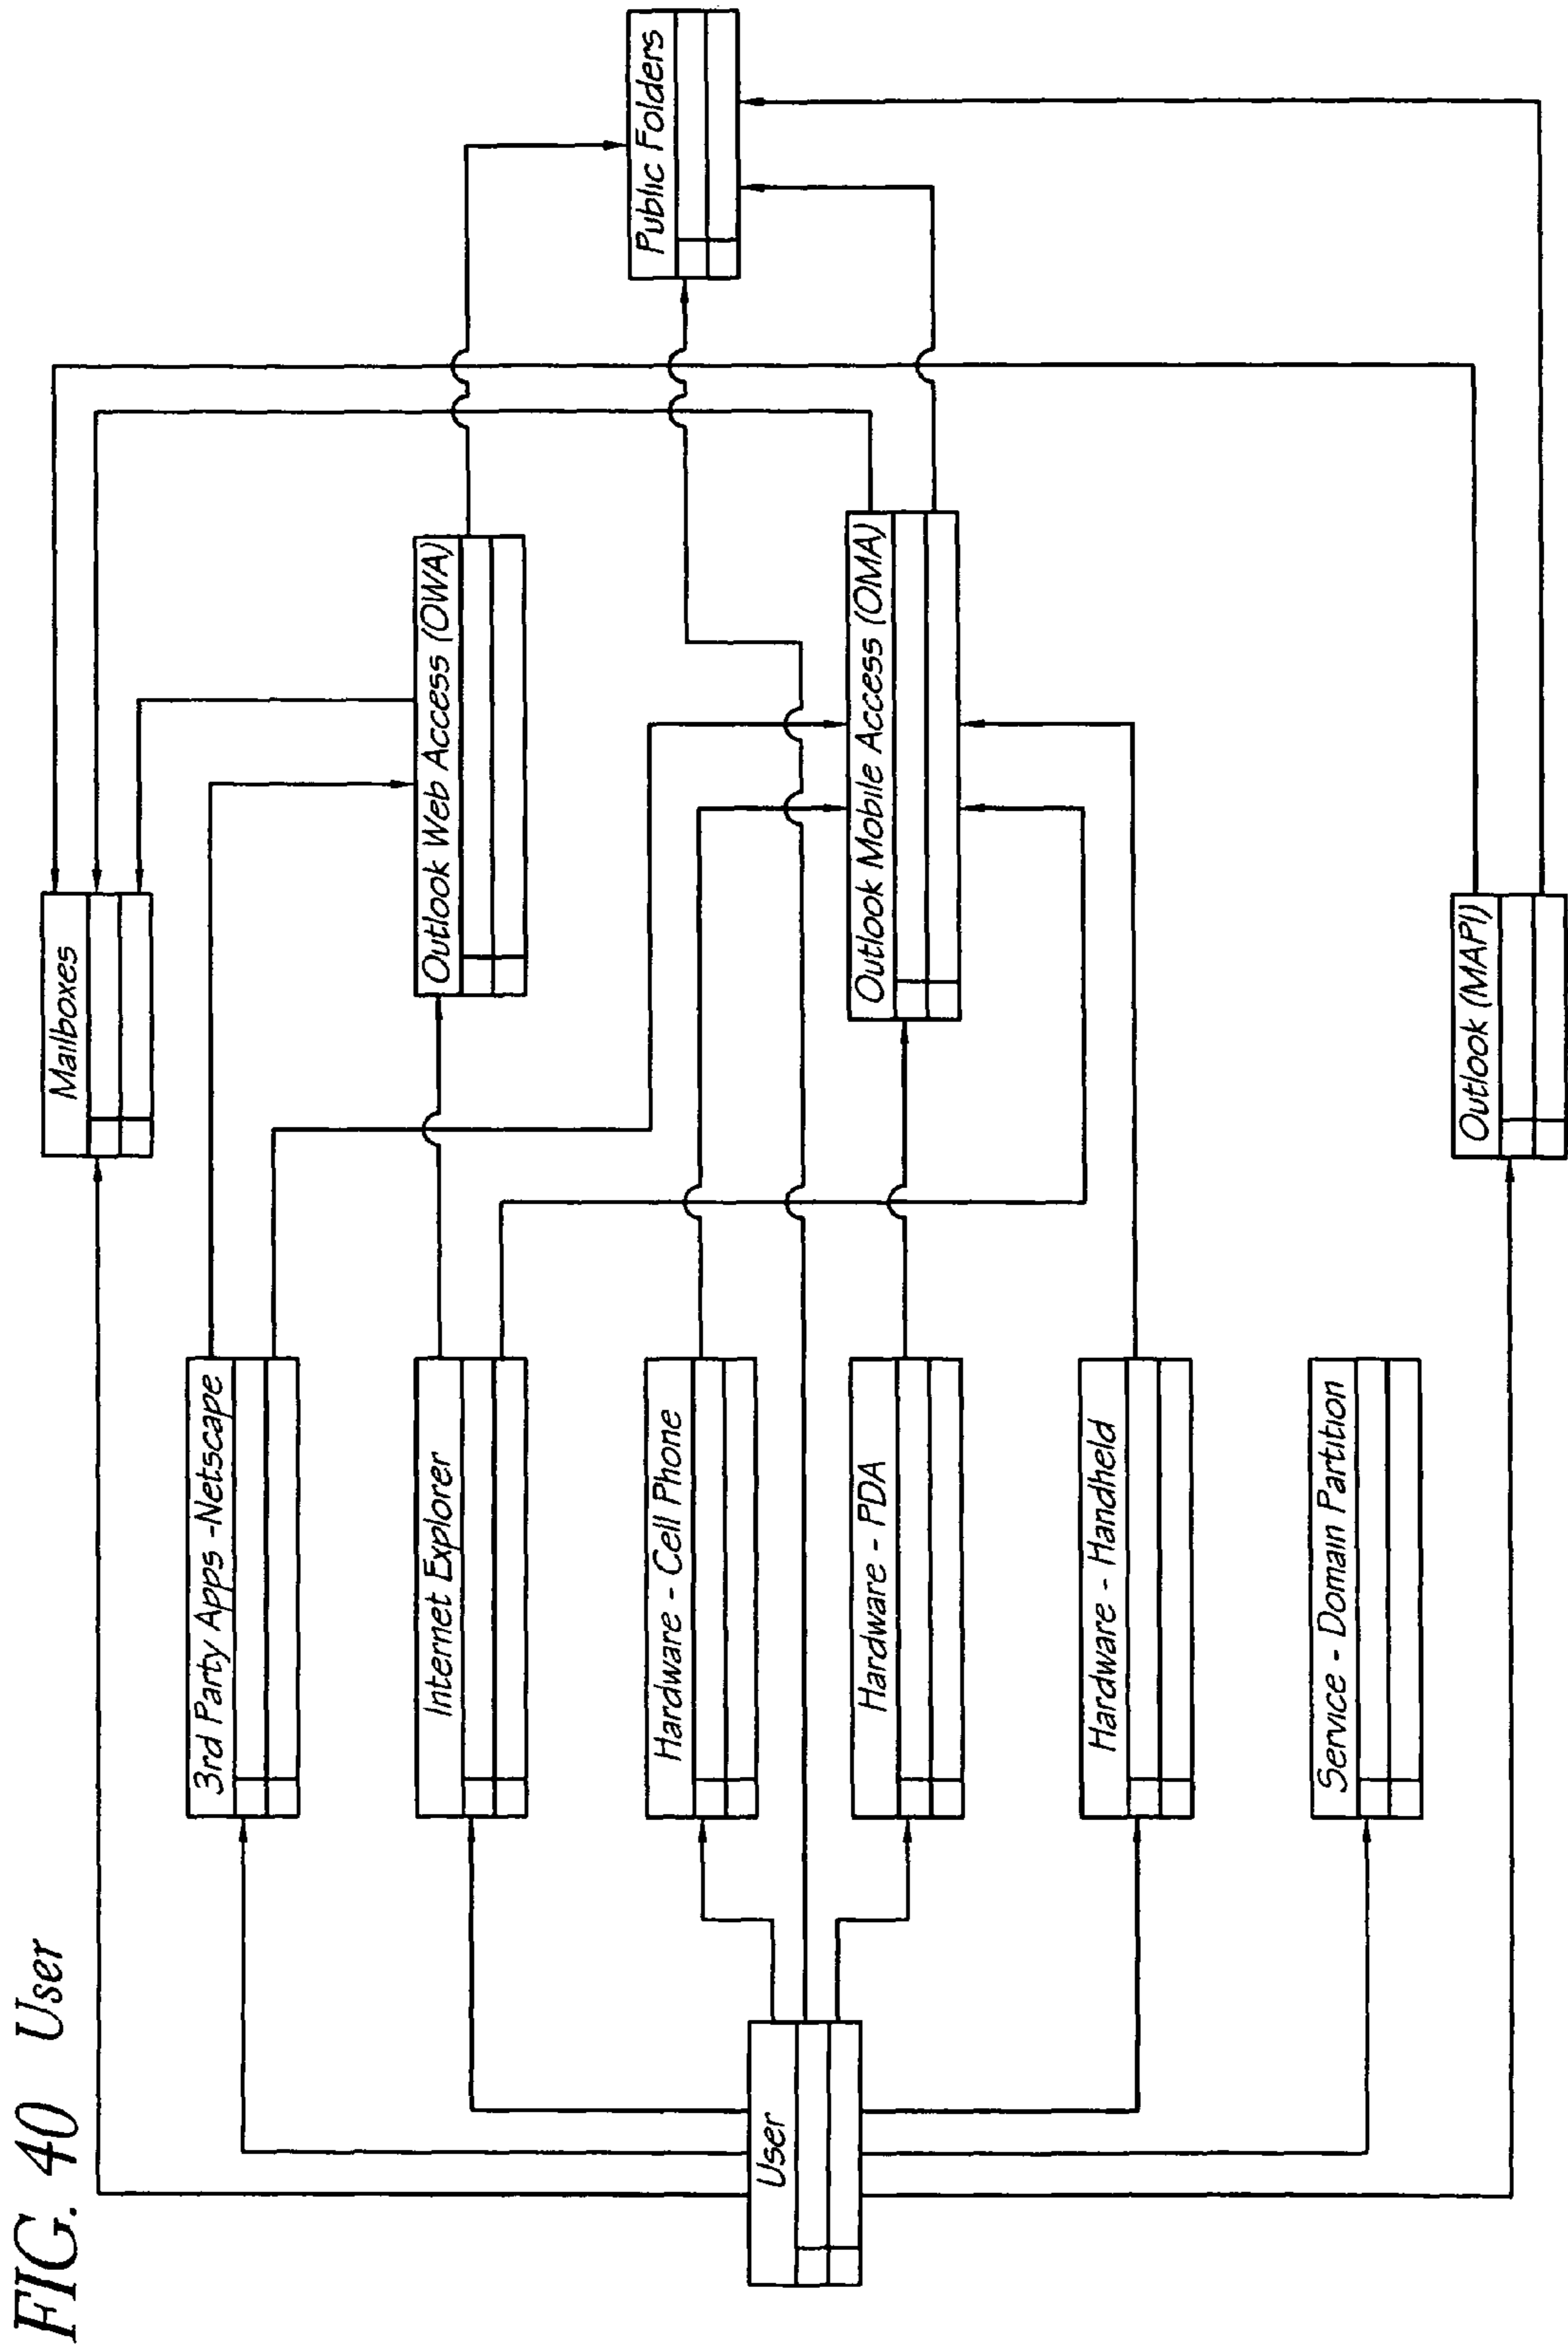 FIG. 40 User
Mailboxes
3rd Party Apps -Netscape
Internet Explorer
Outlook Web Access (OWA)
Public Folders
Hardware - Cell Phone
User
Hardware - PDA
Outlook Mobile Access (OMA)
Hardware - Handheld
Service - Domain Partition
Outlook (MAPI)